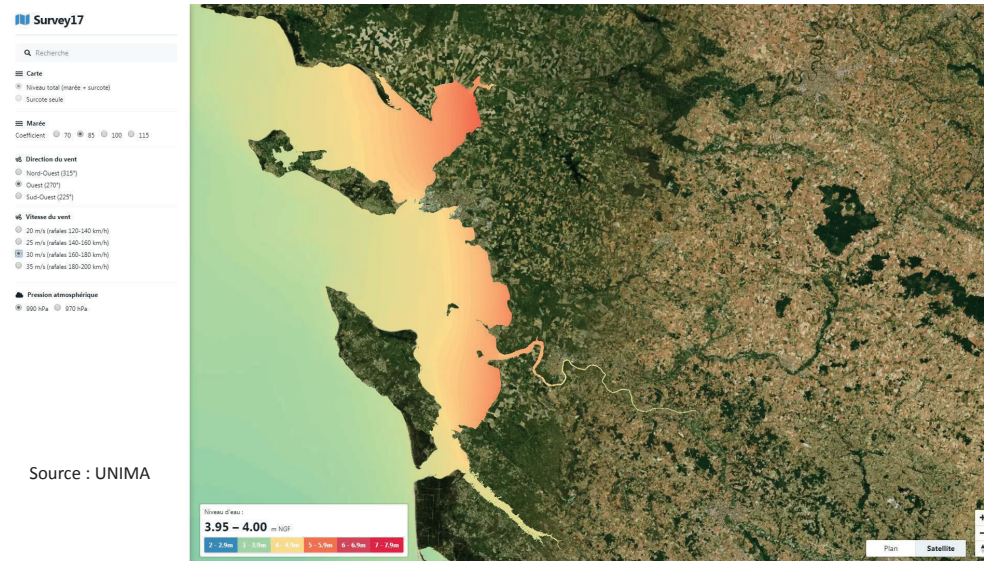 Survey17
Recherche
Carte
Niveau total (marée + surcote)
Surcote seule
Marée
Coefficient 70 85 100 115
Direction du vent
Nord-Ouest (315°)
Ouest (270°)
Sud-Ouest (225°)
Vitesse du vent
20 m/s (rafales 120-140 km/h)
25 m/s (rafales 140-160 km/h)
30 m/s (rafales 160-180 km/h)
35 m/s (rafales 180-200 km/h)
Pression atmosphérique
990 hPa 970 hPa
Source : UNIMA
Niveau d'eau :
3.95 – 4.00 m NGF
2 - 2.9m 3 - 3.9m 4 - 4.9m 5 - 5.9m 6 - 6.9m 7 - 7.9m
Plan Satellite